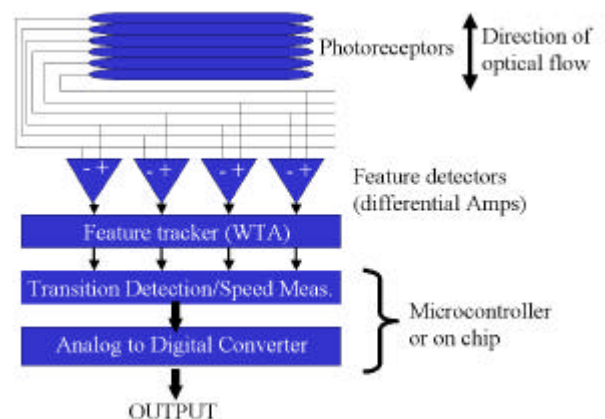 Photoreceptors
Direction of
optical flow
- + - + - + - +
Feature detectors
(differential Amps)
Feature tracker (WTA)
Transition Detection/Speed Meas.
Microcontroller
or on chip
Analog to Digital Converter
OUTPUT